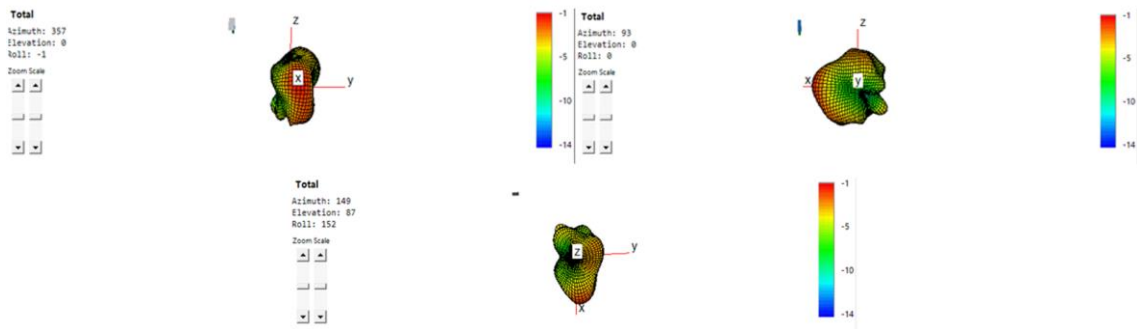 Total
Azimuth: 357
Elevation: 0
Roll: -1
Zoom Scale
z
x
y
-1
-5
-10
-14
Total
Azimuth: 93
Elevation: 0
Roll: 0
Zoom Scale
z
x
y
-1
-5
-10
-14
Total
Azimuth: 149
Elevation: 87
Roll: 152
Zoom Scale
z
y
x
-1
-5
-10
-14